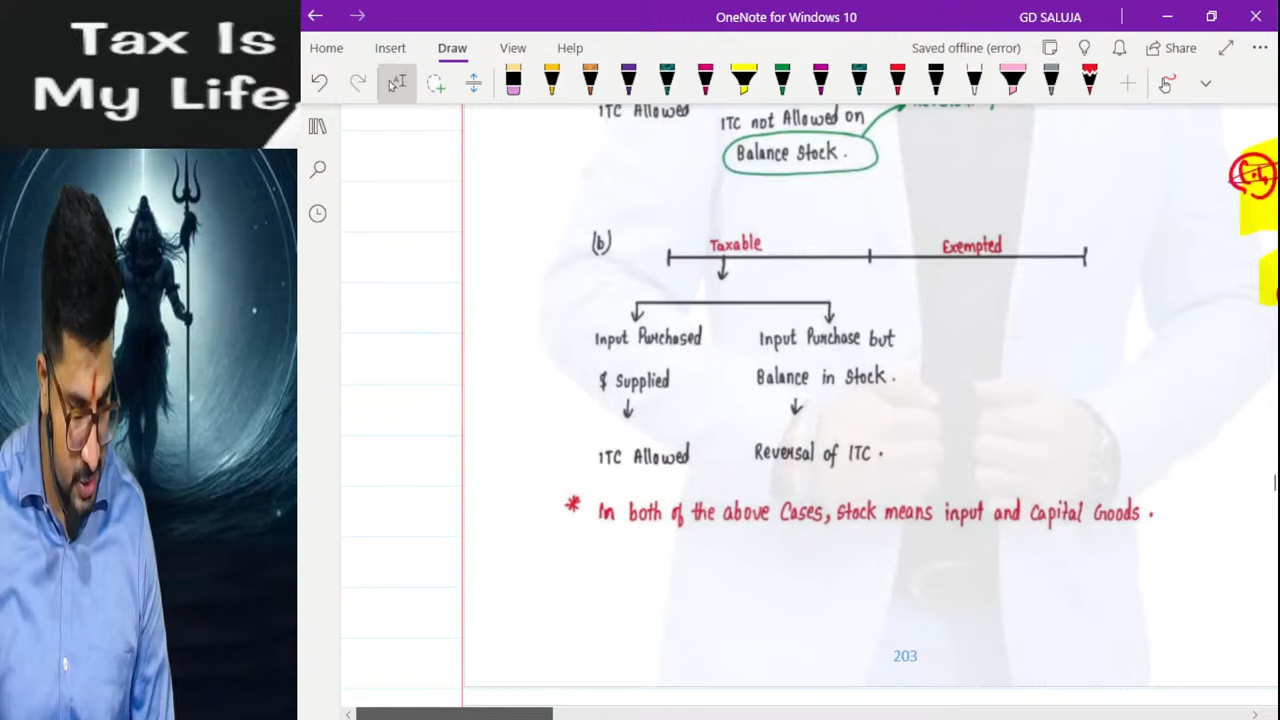 Tax Is
My Life
OneNote for Windows 10
GD SALUJA
Home Insert Draw View Help
Saved offline (error)
Share
ITC Allowed
ITC not Allowed on
Balance Stock.
(b)
Taxable
Exempted
Input Purchased
& Supplied
ITC Allowed
Input Purchase but
Balance in Stock.
Reversal of ITC.
* In both of the above Cases, Stock means input and Capital Goods.
203